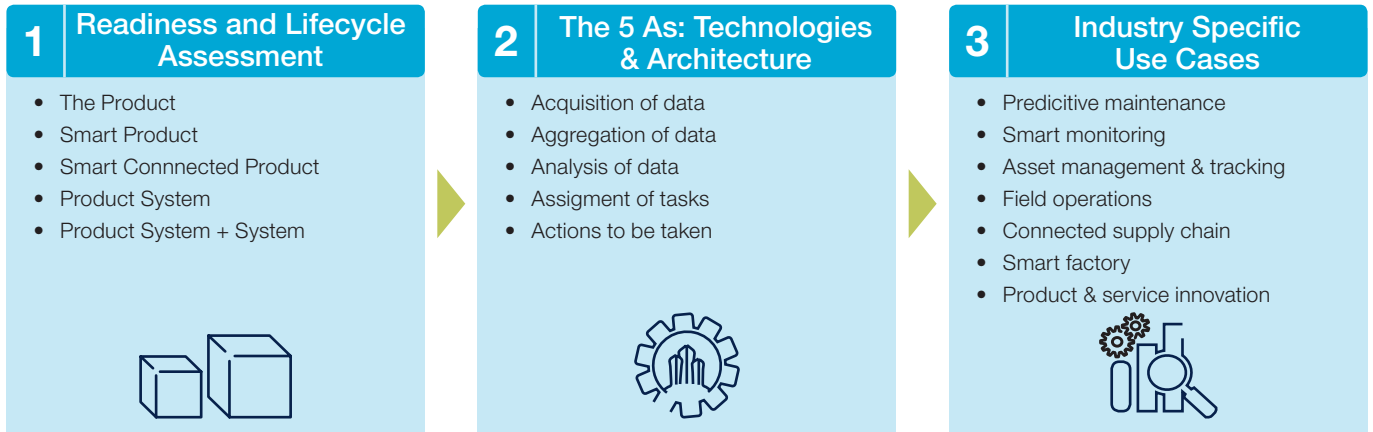 1
Readiness and Lifecycle
Assessment
• The Product
• Smart Product
• Smart Connnected Product
• Product System
• Product System + System
2
The 5 As: Technologies
& Architecture
• Acquisition of data
• Aggregation of data
• Analysis of data
• Assigment of tasks
• Actions to be taken
3
Industry Specific
Use Cases
• Predicitive maintenance
• Smart monitoring
• Asset management & tracking
• Field operations
• Connected supply chain
• Smart factory
• Product & service innovation